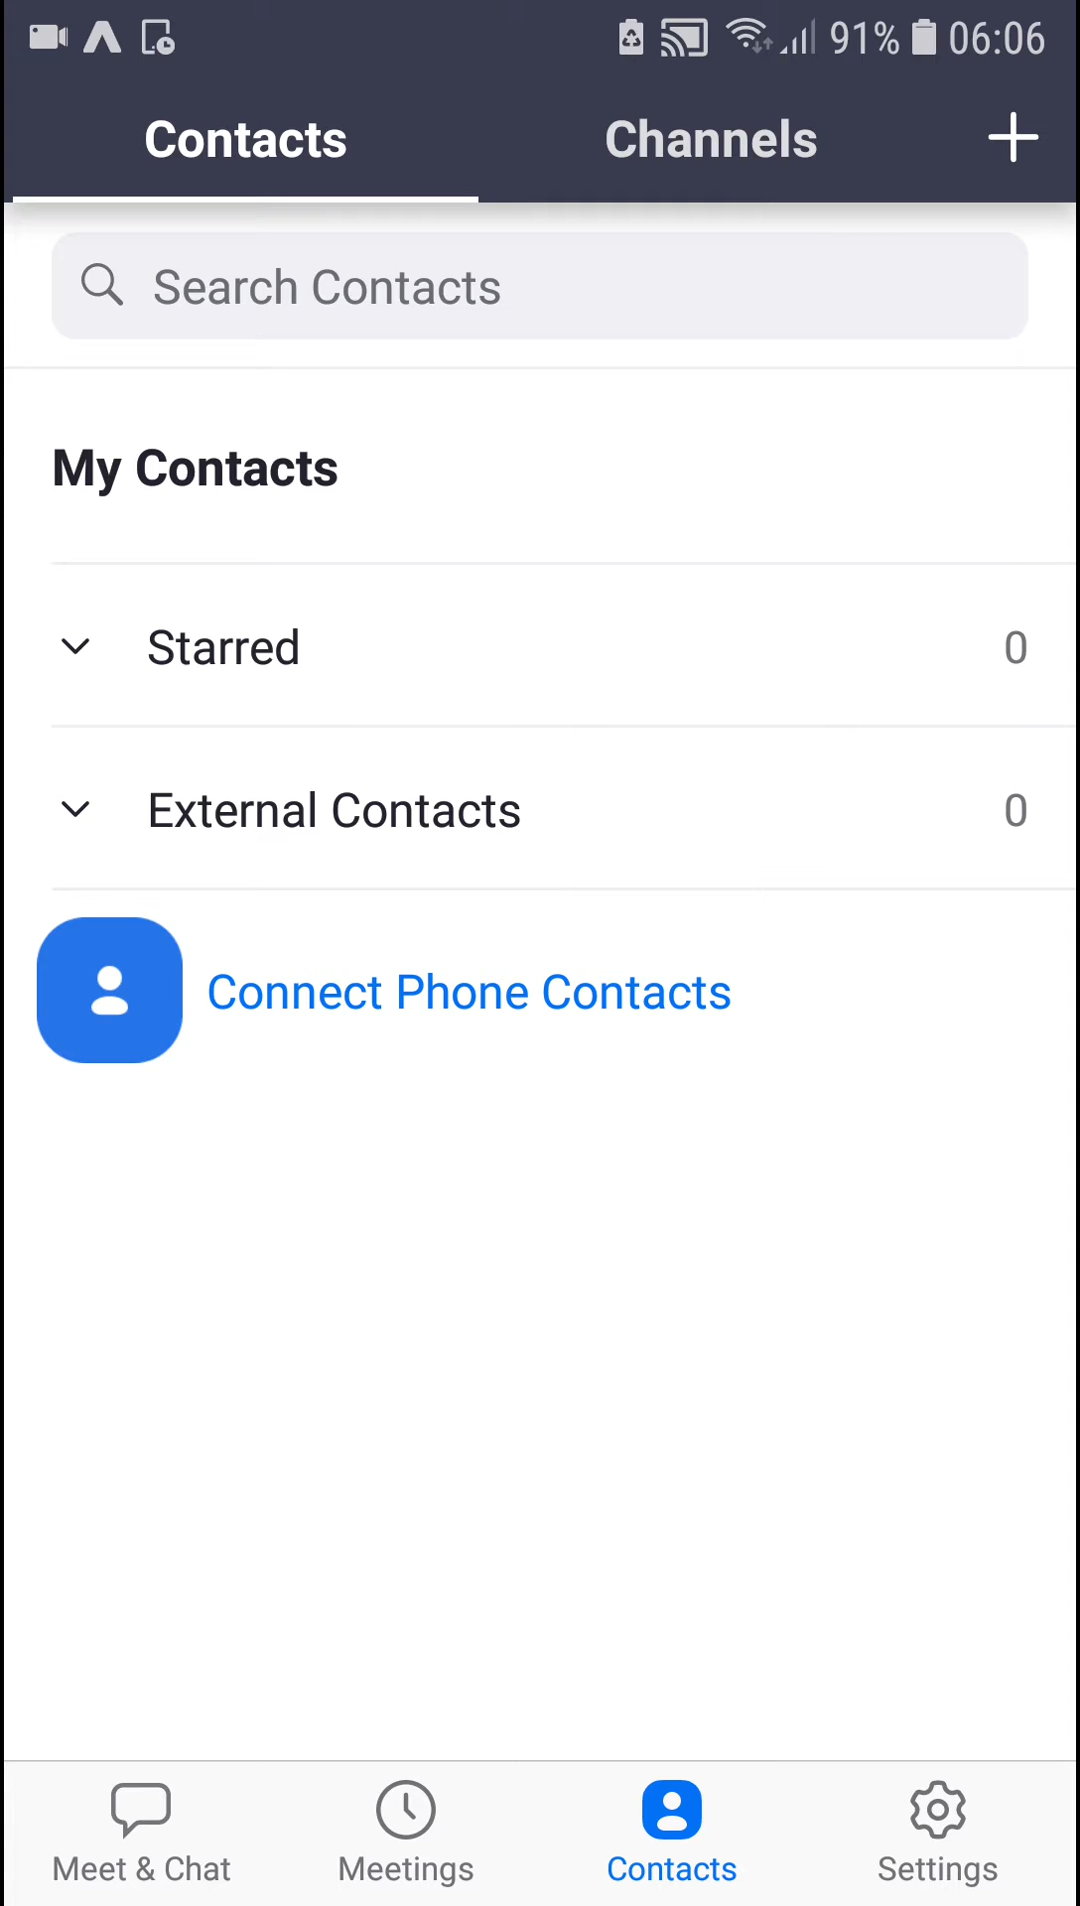 91% 06:06
Contacts Channels
Search Contacts
My Contacts
Starred 0
External Contacts 0
Connect Phone Contacts
Meet & Chat Meetings Contacts Settings